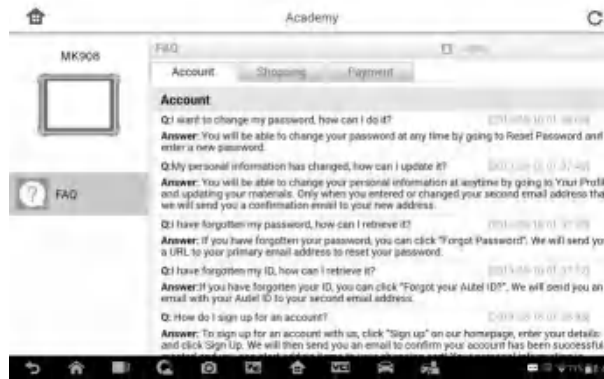 Academy
MK908
FAQ
FAQ
Account Shopping Payment
Account
Q:I want to change my password, how can I do it?
Answer: You will be able to change your password at any time by going to Reset Password and
enter a new password.
Q:My personal information has changed, how can I update it?
Answer: You will be able to change your personal information at anytime by going to Your Profil
and updating your materials. Only when you entered or changed your second email address tha
we will send you a confirmation email to your new address.
Q:I have forgotten my password, how can I retrieve it?
Answer: If you have forgotten your password, you can click "Forgot Password". We will send yo
a URL to your primary email address to reset your password.
Q:I have forgotten my ID, how can I retrieve it?
Answer:If you have forgotten your ID, you can click "Forgot your Autel ID?", We will send you an
email with your Autel ID to your second email address.
Q: How do I sign up for an account?
Answer: To sign up for an account with us, click "Sign up" on our homepage, enter your details
and click Sign Up. We will then send you an email to confirm your account has been successful
VCI